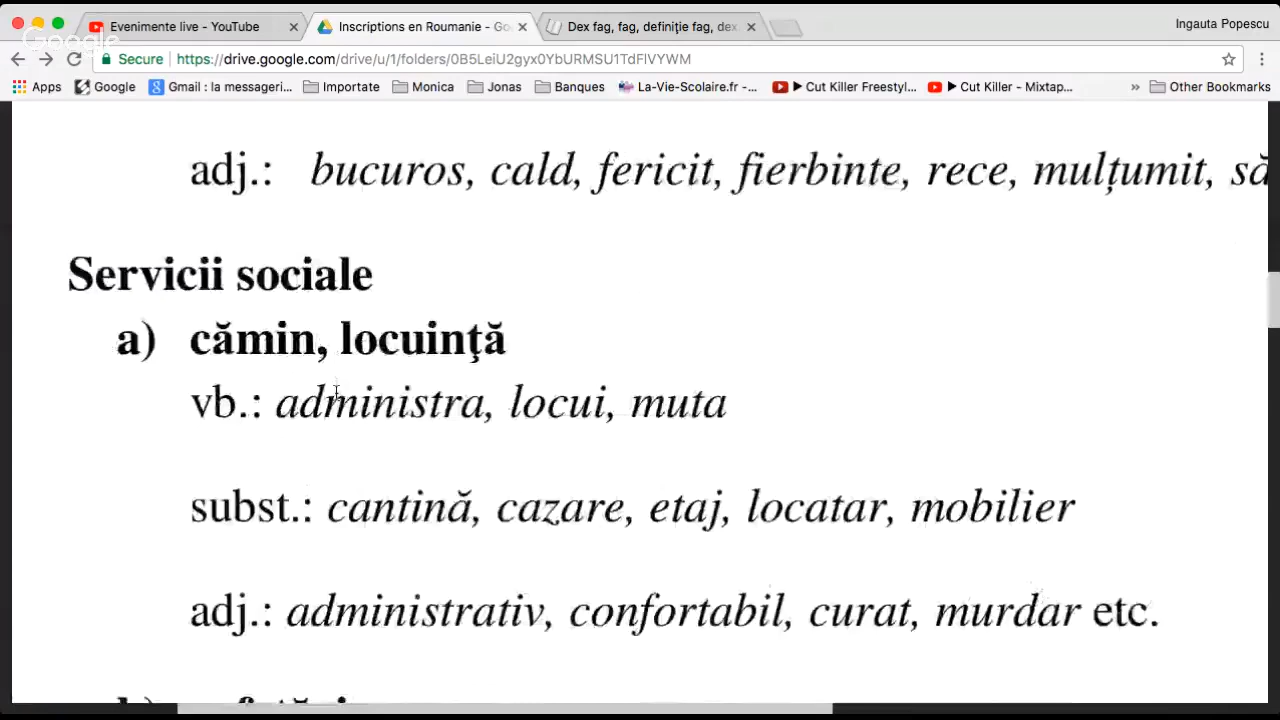 Evenimente live - YouTube
Inscriptions en Roumanie - Go
Dex fag, fag, definiție fag, dex
Ingauta Popescu
Google
Secure
https://drive.google.com/drive/u/1/folders/0B5LeiU2gyx0YbURMSU1TdFlVYWM
Apps
Google
Gmail : la messageri...
Importate
Monica
Jonas
Banques
La-Vie-Scolaire.fr -...
Cut Killer Freestyl...
Cut Killer - Mixtap...
»
Other Bookmarks
adj.: bucuros, cald, fericit, fierbinte, rece, mulțumit, să
Servicii sociale
a) cămin, locuinţă
vb.: administra, locui, muta
subst.: cantină, cazare, etaj, locatar, mobilier
adj.: administrativ, confortabil, curat, murdar etc.